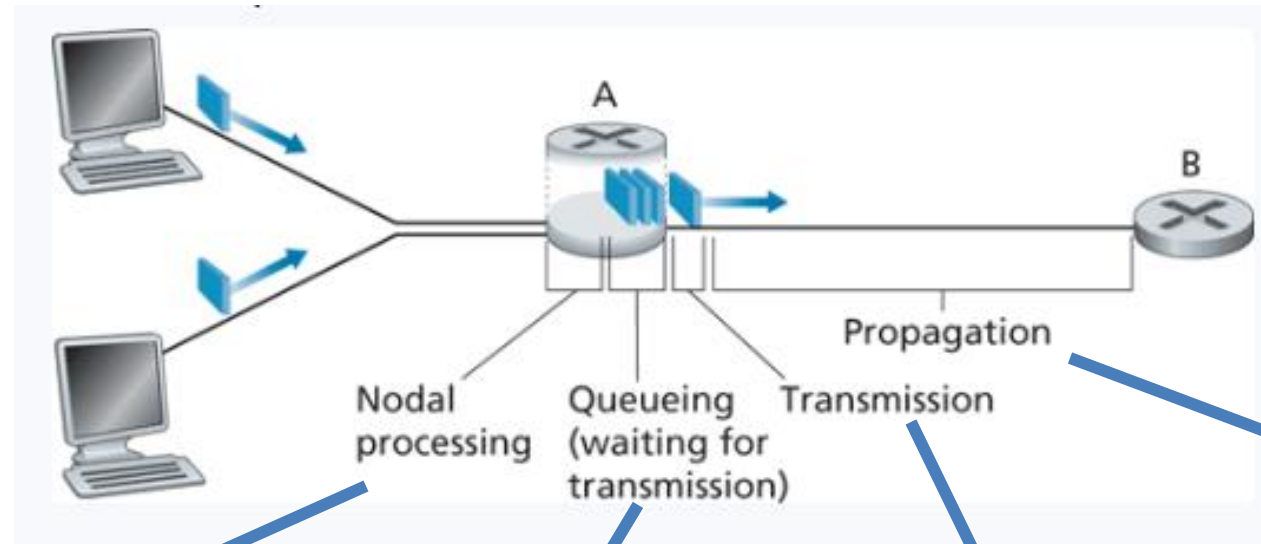 A
B
Propagation
Nodal
processing
Queueing
(waiting for
transmission)
Transmission